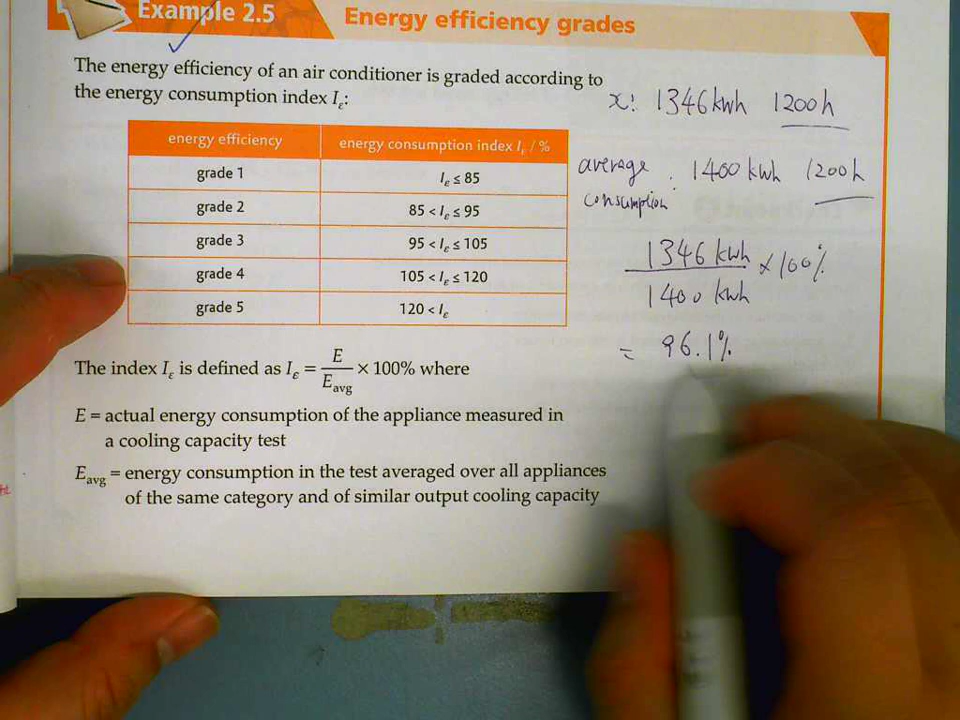 Example 2.5
Energy efficiency grades
The energy efficiency of an air conditioner is graded according to
the energy consumption index Iε:
energy efficiency energy consumption index Iε / %
grade 1 Iε ≤ 85
grade 2 85 < Iε ≤ 95
grade 3 95 < Iε ≤ 105
grade 4 105 < Iε ≤ 120
grade 5 120 < Iε
The index Iε is defined as Iε = E / Eavg × 100% where
E = actual energy consumption of the appliance measured in
a cooling capacity test
Eavg = energy consumption in the test averaged over all appliances
of the same category and of similar output cooling capacity
x: 1346 kwh 1200h
average : 1400 kwh 1200h
consumption
1346 kwh × 100%
1400 kwh
= 96.1%